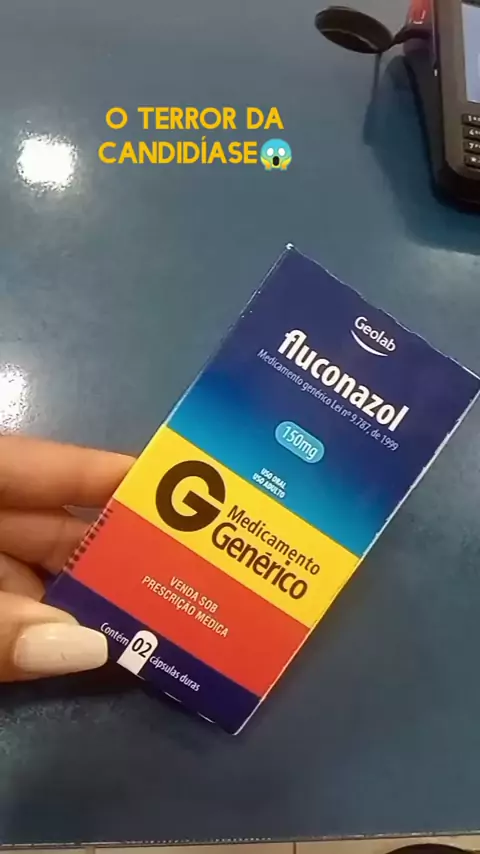 O TERROR DA
CANDIDÍASE😱
Geolab
fluconazol
Medicamento genérico Lei nº 9.787, de 1999
150mg
USO ORAL
USO ADULTO
G Medicamento
Genérico
VENDA SOB
PRESCRIÇÃO MÉDICA
Contém 02 cápsulas duras